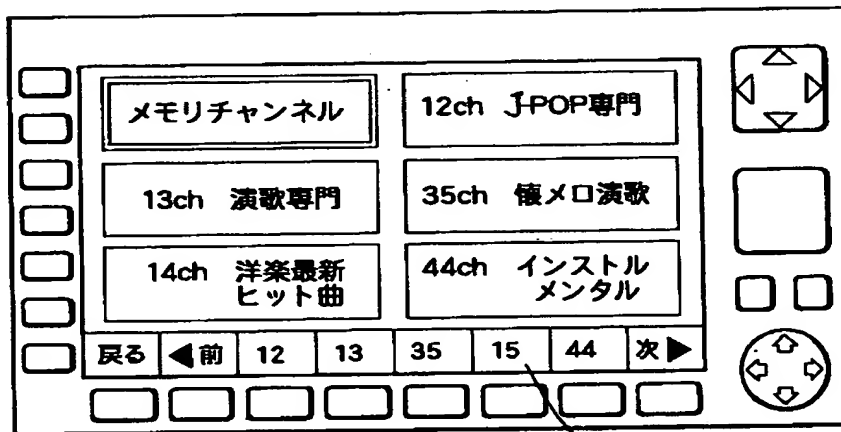 メモリチャンネル
12ch J-POP専門
13ch 演歌専門
35ch 懐メロ演歌
14ch 洋楽最新
ヒット曲
44ch インストル
メンタル
戻る ◀前 12 13 35 15 44 次▶